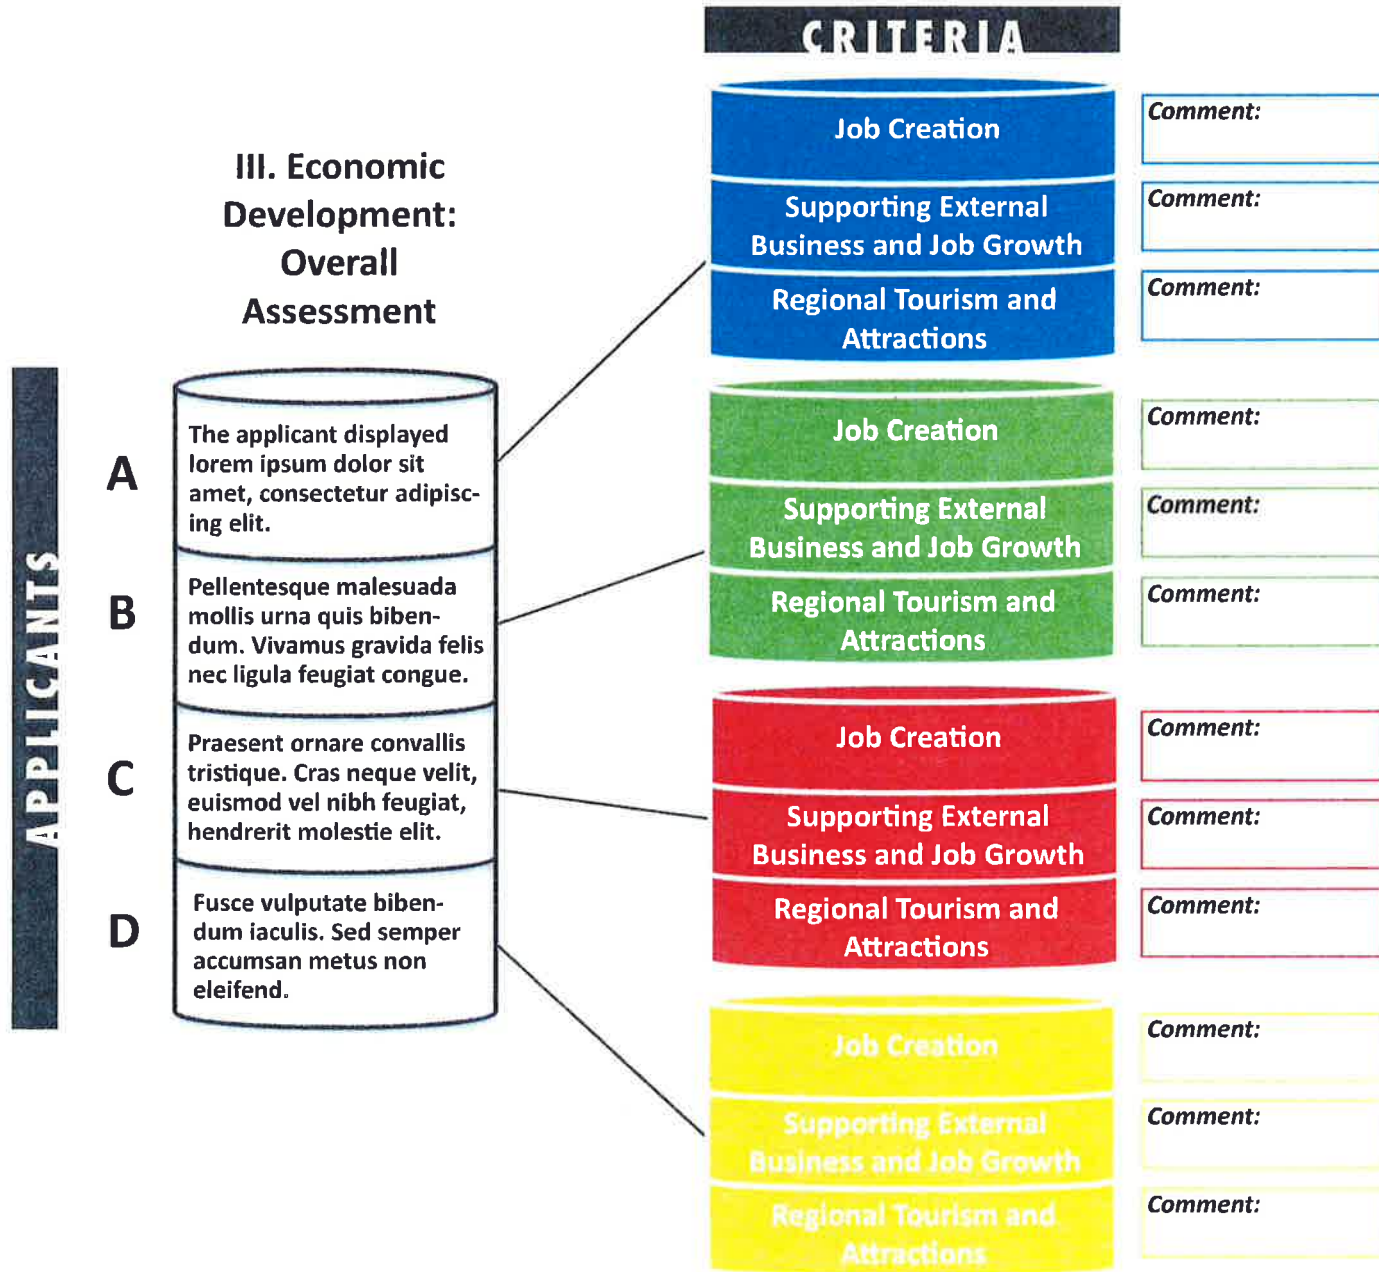 CRITERIA
III. Economic
Development:
Overall
Assessment
APPLICANTS
A
The applicant displayed
lorem ipsum dolor sit
amet, consectetur adipisc-
ing elit.
B
Pellentesque malesuada
mollis urna quis biben-
dum. Vivamus gravida felis
nec ligula feugiat congue.
C
Praesent ornare convallis
tristique. Cras neque velit,
euismod vel nibh feugiat,
hendrerit molestie elit.
D
Fusce vulputate biben-
dum iaculis. Sed semper
accumsan metus non
eleifend.
Job Creation
Comment:
Supporting External
Business and Job Growth
Comment:
Regional Tourism and
Attractions
Comment:
Job Creation
Comment:
Supporting External
Business and Job Growth
Comment:
Regional Tourism and
Attractions
Comment:
Job Creation
Comment:
Supporting External
Business and Job Growth
Comment:
Regional Tourism and
Attractions
Comment:
Job Creation
Comment:
Supporting External
Business and Job Growth
Comment:
Regional Tourism and
Attractions
Comment: